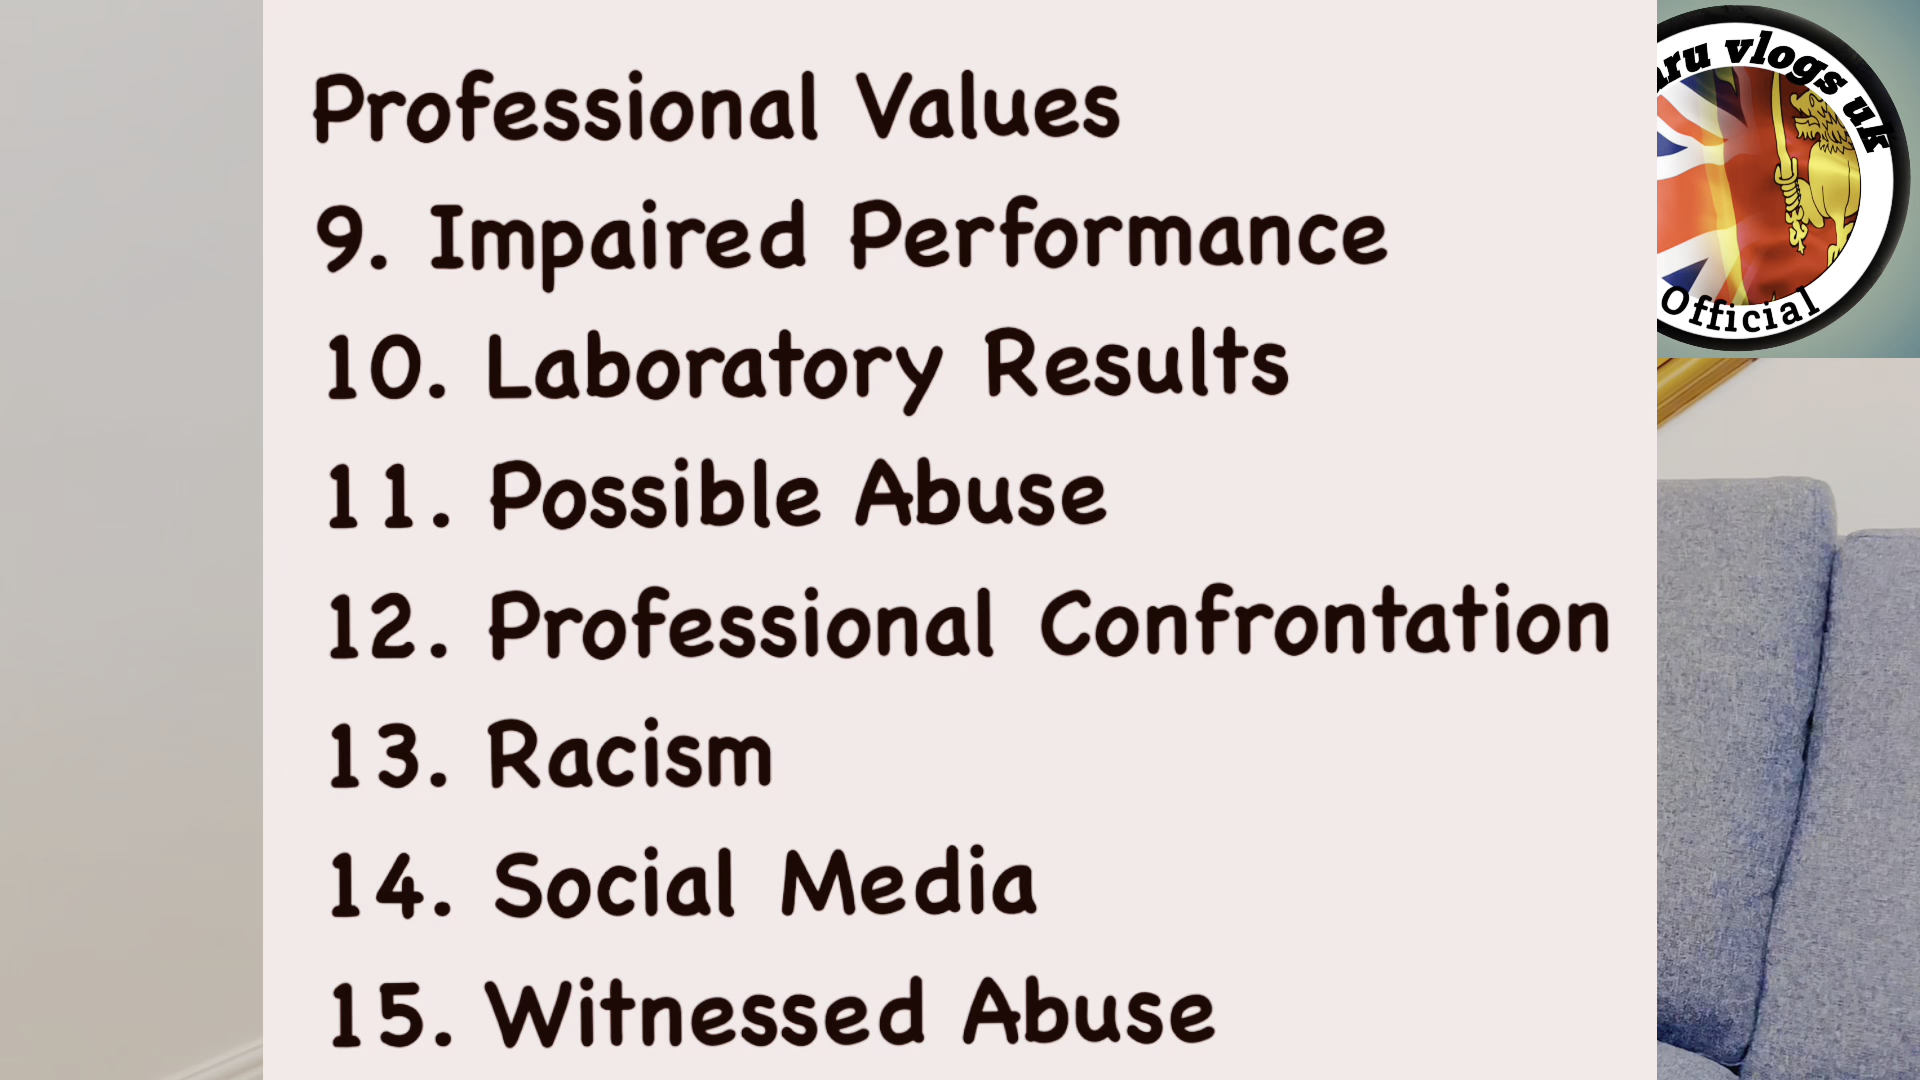 Professional Values
9. Impaired Performance
10. Laboratory Results
11. Possible Abuse
12. Professional Confrontation
13. Racism
14. Social Media
15. Witnessed Abuse
vlogs uk
Official